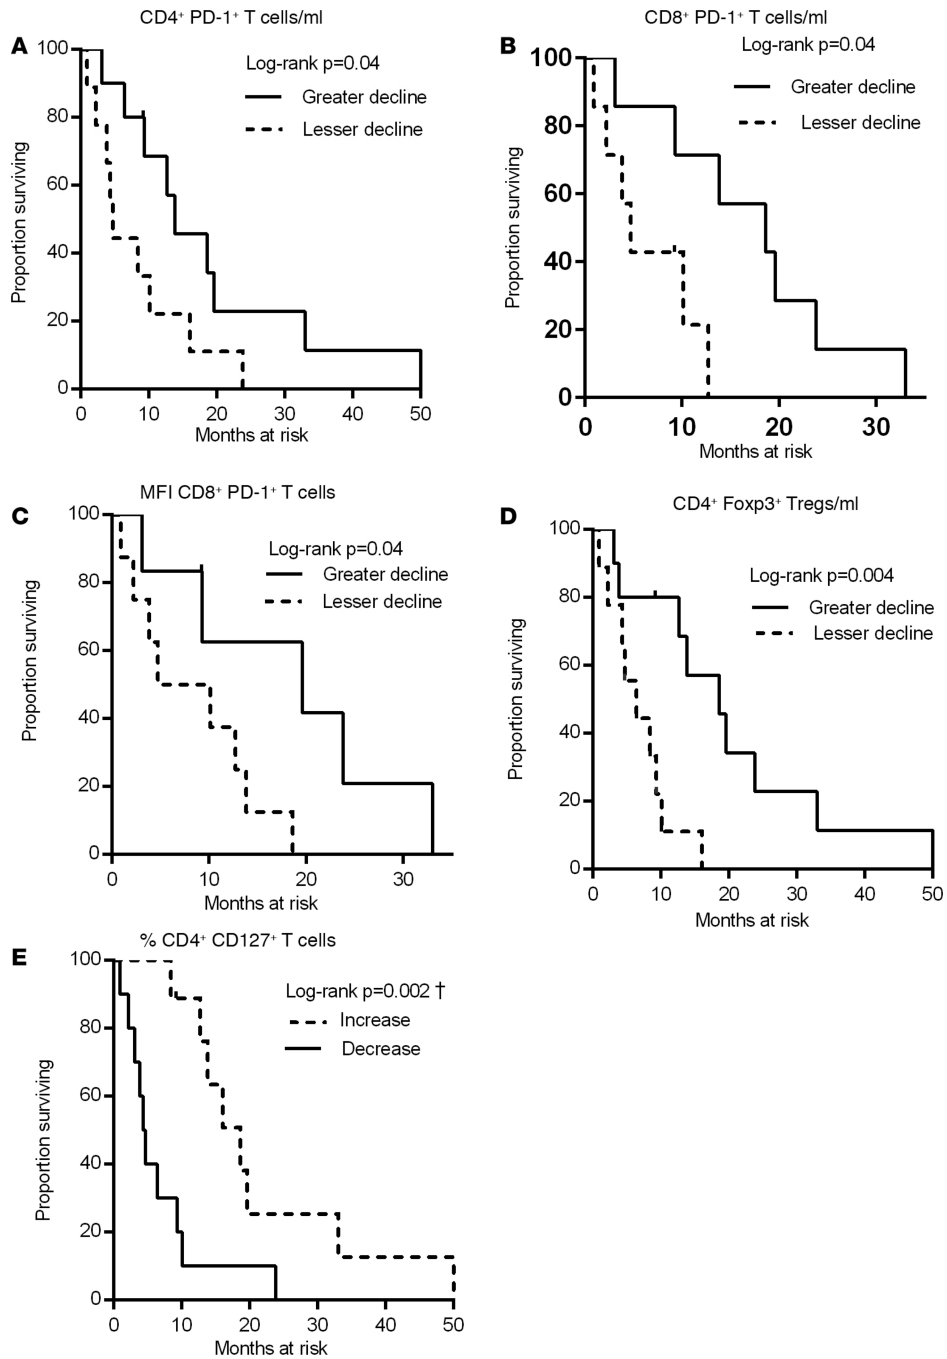 CD4⁺ PD-1⁺ T cells/ml
A
Log-rank p=0.04
Greater decline
Lesser decline
100
80
60
40
20
0
Proportion surviving
0 10 20 30 40 50
Months at risk
CD8⁺ PD-1⁺ T cells/ml
B
Log-rank p=0.04
Greater decline
Lesser decline
100
80
60
40
20
0
Proportion surviving
0 10 20 30
Months at risk
MFI CD8⁺ PD-1⁺ T cells
C
Log-rank p=0.04
Greater decline
Lesser decline
100
80
60
40
20
0
Proportion surviving
0 10 20 30
Months at risk
CD4⁺ Foxp3⁺ Tregs/ml
D
Log-rank p=0.004
Greater decline
Lesser decline
100
80
60
40
20
0
Proportion surviving
0 10 20 30 40 50
Months at risk
% CD4⁺ CD127⁺ T cells
E
Log-rank p=0.002 †
Increase
Decrease
100
80
60
40
20
0
Proportion surviving
0 10 20 30 40 50
Months at risk